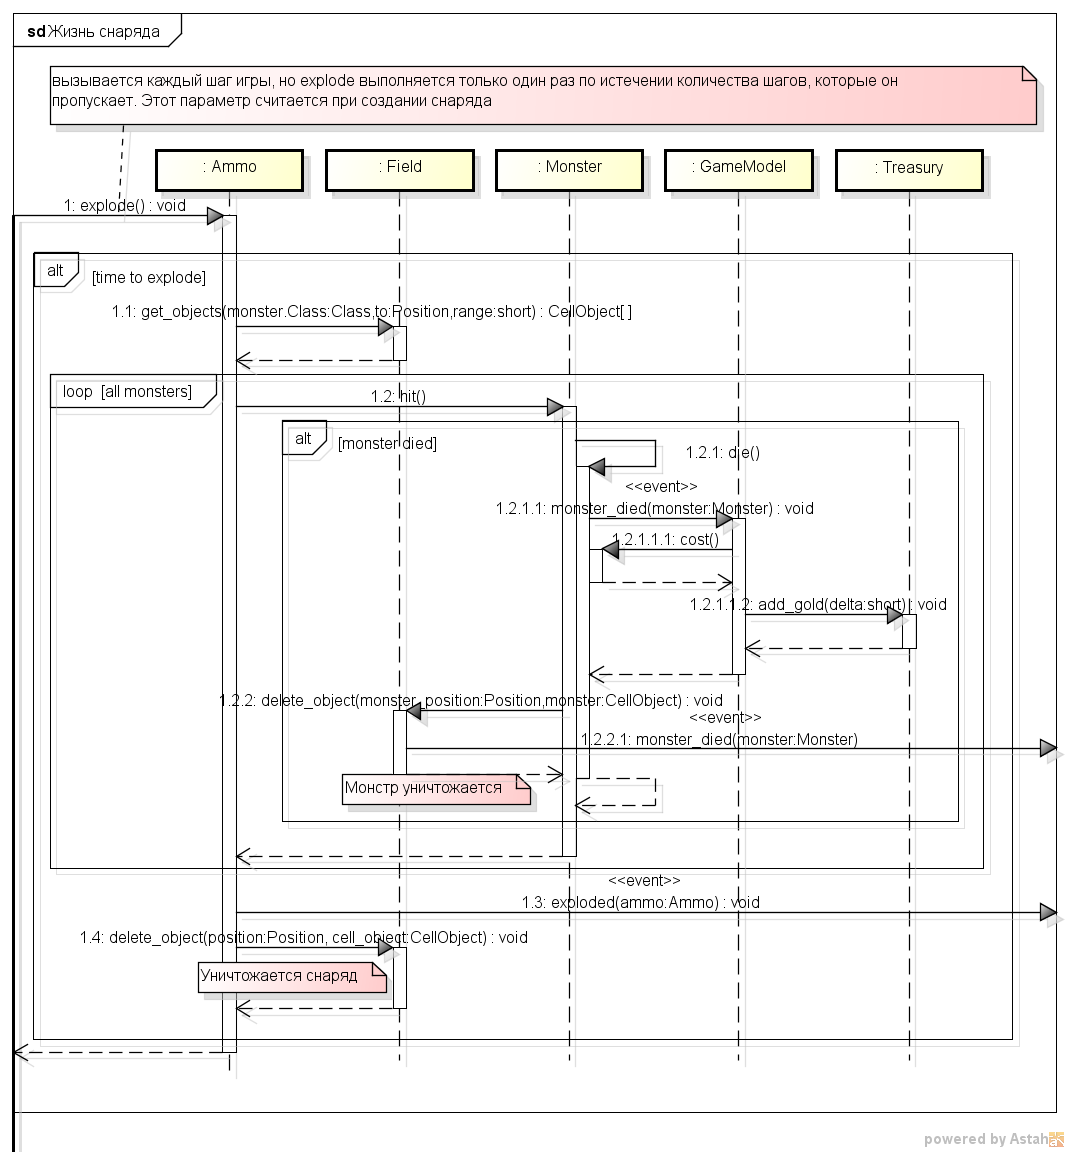 sd Жизнь снаряда
вызывается каждый шаг игры, но explode выполняется только один раз по истечении количества шагов, которые он
пропускает. Этот параметр считается при создании снаряда
: Ammo
: Field
: Monster
: GameModel
: Treasury
1: explode() : void
alt
[time to explode]
1.1: get_objects(monster.Class:Class,to:Position,range:short) : CellObject[ ]
loop [all monsters]
1.2: hit()
alt
[monster died]
1.2.1: die()
<<event>>
1.2.1.1: monster_died(monster:Monster) : void
1.2.1.1.1: cost()
1.2.1.1.2: add_gold(delta:short) : void
1.2.2: delete_object(monster_position:Position,monster:CellObject) : void
<<event>>
1.2.2.1: monster_died(monster:Monster)
Монстр уничтожается
<<event>>
1.3: exploded(ammo:Ammo) : void
1.4: delete_object(position:Position, cell_object:CellObject) : void
Уничтожается снаряд
powered by Astah